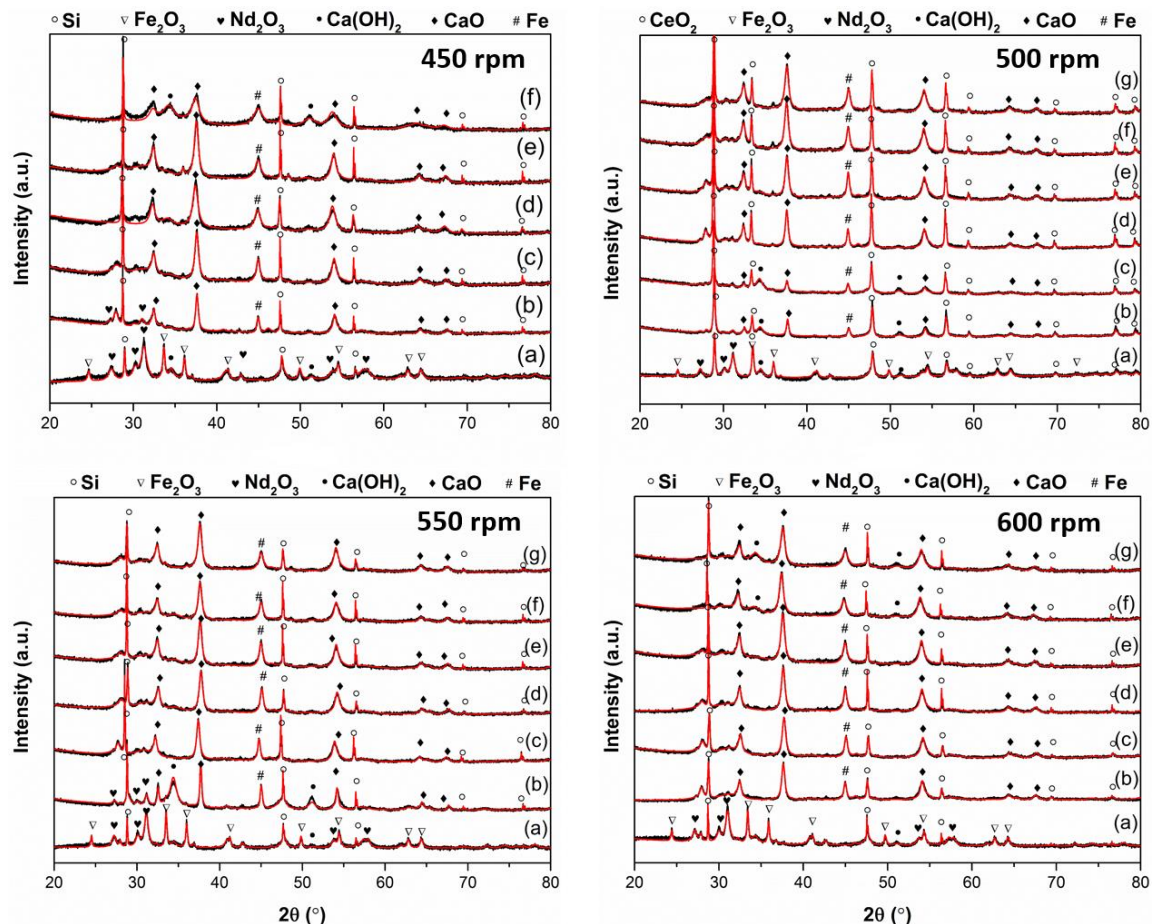 ○ Si ▽ Fe₂O₃ ♥ Nd₂O₃ • Ca(OH)₂ ♦ CaO # Fe
450 rpm
(f)
(e)
(d)
(c)
(b)
(a)
Intensity (a.u.)
20 30 40 50 60 70 80
○ CeO₂ ▽ Fe₂O₃ ♥ Nd₂O₃ • Ca(OH)₂ ♦ CaO # Fe
500 rpm
(g)
(f)
(e)
(d)
(c)
(b)
(a)
Intensity (a.u.)
20 30 40 50 60 70 80
○ Si ▽ Fe₂O₃ ♥ Nd₂O₃ • Ca(OH)₂ ♦ CaO # Fe
550 rpm
(g)
(f)
(e)
(d)
(c)
(b)
(a)
Intensity (a.u.)
20 30 40 50 60 70 80
2θ (°)
○ Si ▽ Fe₂O₃ ♥ Nd₂O₃ • Ca(OH)₂ ♦ CaO # Fe
600 rpm
(g)
(f)
(e)
(d)
(c)
(b)
(a)
Intensity (a.u.)
20 30 40 50 60 70 80
2θ (°)